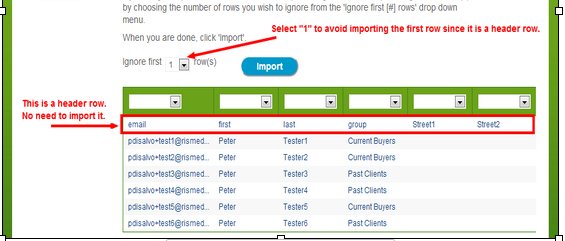 by choosing the number of rows you wish to ignore from the 'Ignore first [#] rows' drop down
menu.
Select "1" to avoid importing the first row since it is a header row.
When you are done, click 'Import'.
Ignore first 1 row(s)
Import
This is a header row.
No need to import it.
email first last group Street1 Street2
pdisalvo+test1@rismed... Peter Tester1 Current Buyers
pdisalvo+test2@rismed... Peter Tester2 Current Buyers
pdisalvo+test3@rismed... Peter Tester3 Past Clients
pdisalvo+test4@rismed... Peter Tester4 Past Clients
pdisalvo+test5@rismed... Peter Tester5 Current Buyers
pdisalvo+test6@rismed... Peter Tester6 Past Clients